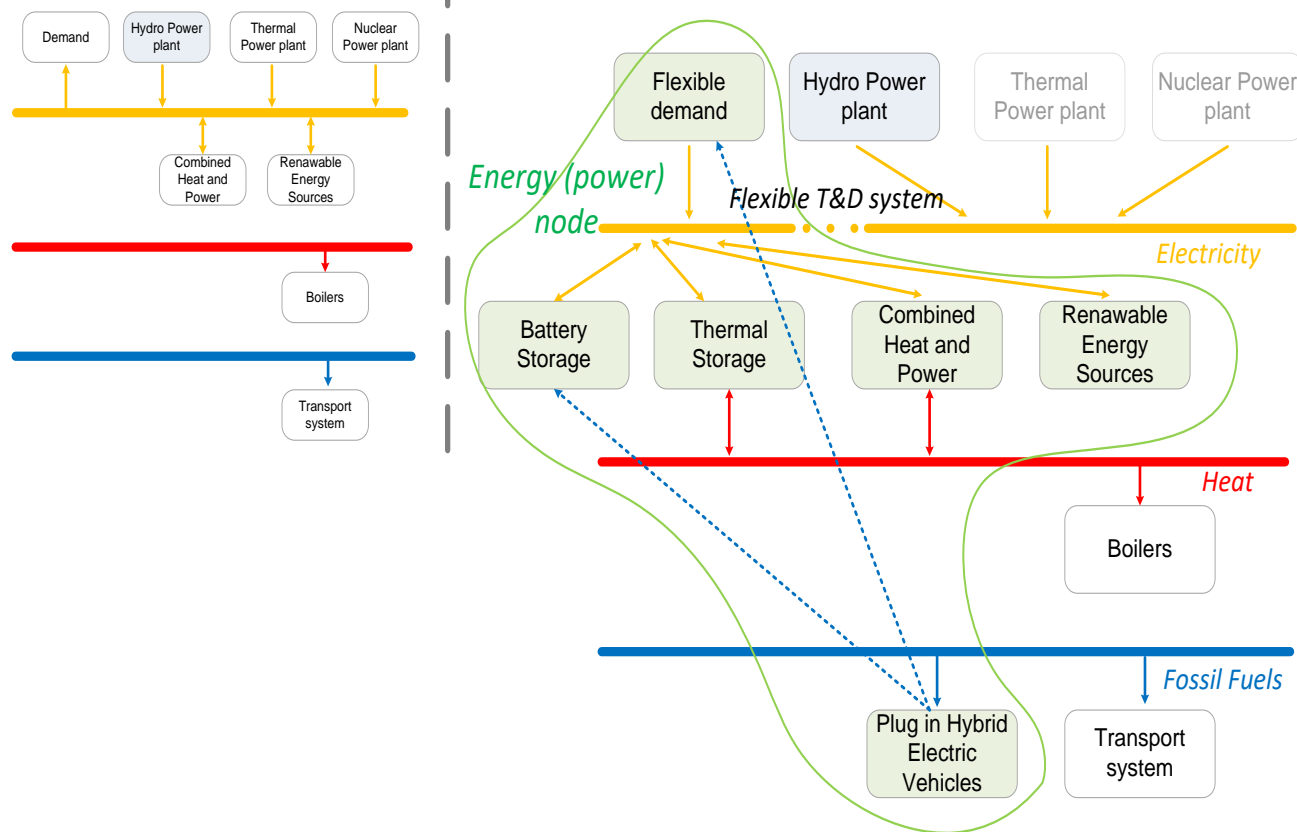 Demand
Hydro Power
plant
Thermal
Power plant
Nuclear
Power plant
Combined
Heat and
Power
Renawable
Energy
Sources
Boilers
Transport
system
Flexible
demand
Hydro Power
plant
Thermal
Power plant
Nuclear Power
plant
Energy (power)
node
Flexible T&D system
Electricity
Battery
Storage
Thermal
Storage
Combined
Heat and
Power
Renawable
Energy
Sources
Heat
Boilers
Fossil Fuels
Plug in Hybrid
Electric
Vehicles
Transport
system